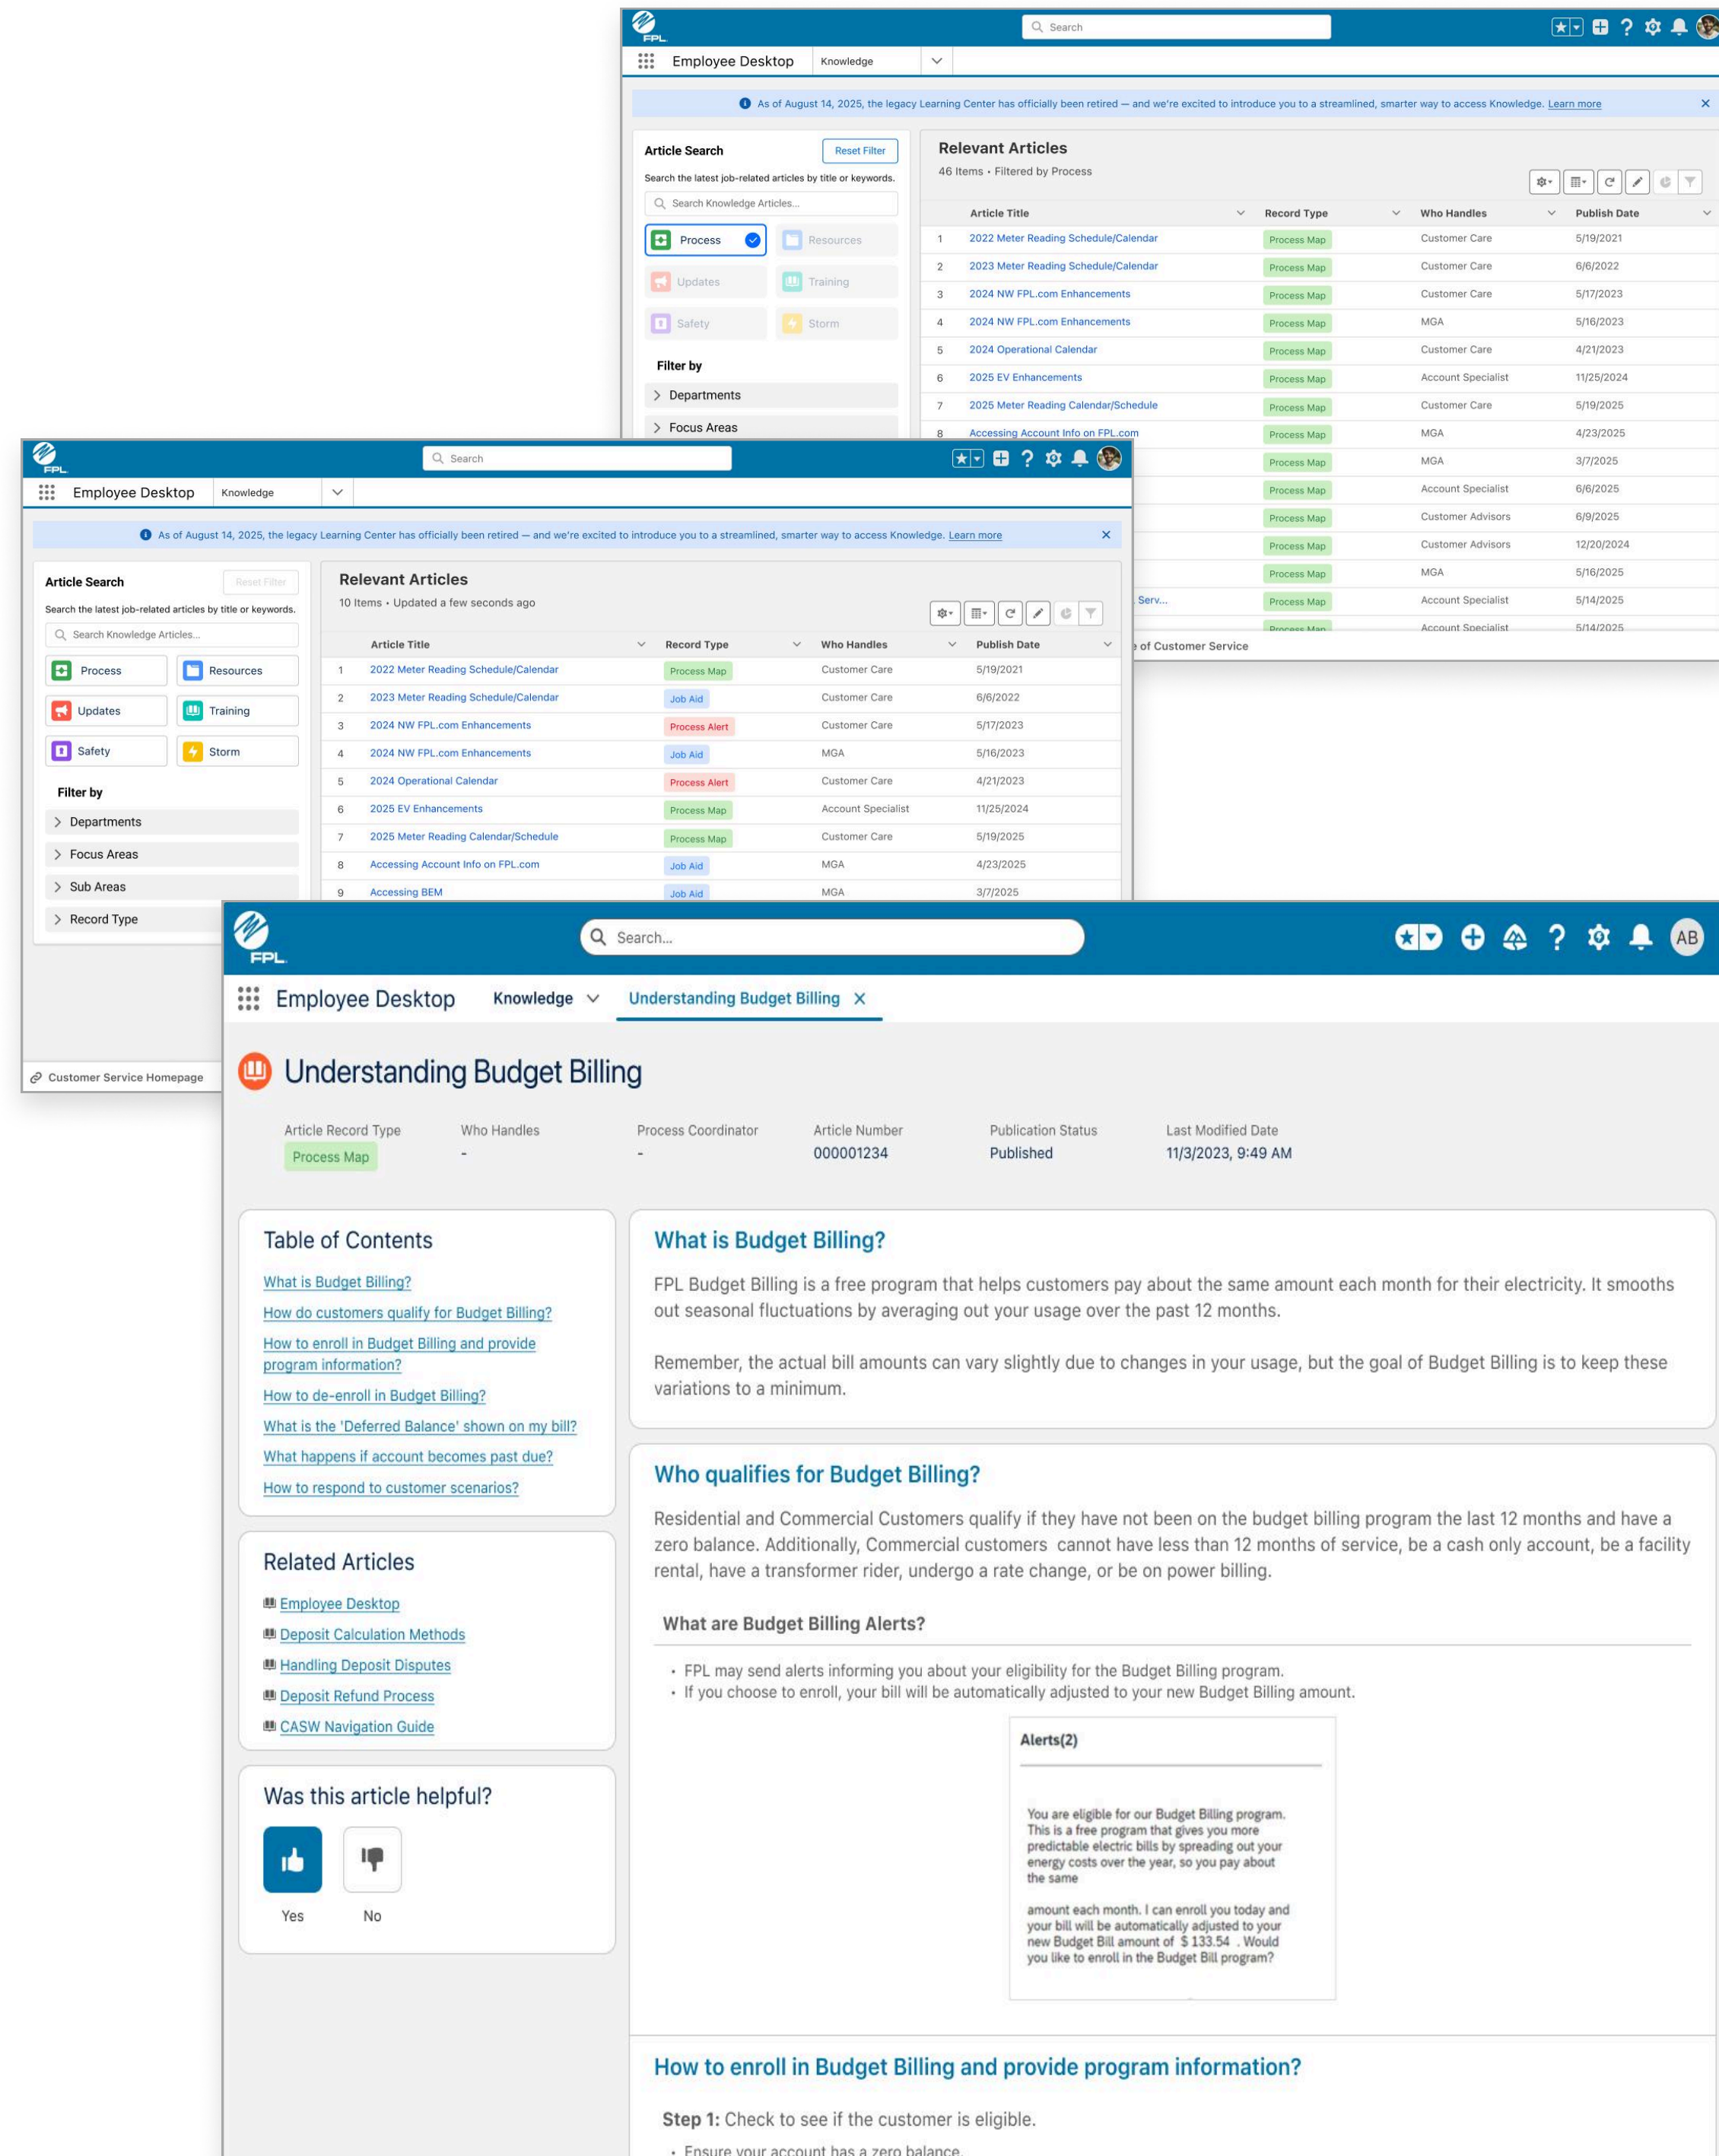 FPL.
Search
Employee Desktop
Knowledge
As of August 14, 2025, the legacy Learning Center has officially been retired — and we're excited to introduce you to a streamlined, smarter way to access Knowledge. Learn more
Article Search
Reset Filter
Search the latest job-related articles by title or keywords.
Search Knowledge Articles...
Process
Resources
Updates
Training
Safety
Storm
Filter by
Departments
Focus Areas
Relevant Articles
46 Items • Filtered by Process
Article Title Record Type Who Handles Publish Date
1 2022 Meter Reading Schedule/Calendar Process Map Customer Care 5/19/2021
2 2023 Meter Reading Schedule/Calendar Process Map Customer Care 6/6/2022
3 2024 NW FPL.com Enhancements Process Map Customer Care 5/17/2023
4 2024 NW FPL.com Enhancements Process Map MGA 5/16/2023
5 2024 Operational Calendar Process Map Customer Care 4/21/2023
6 2025 EV Enhancements Process Map Account Specialist 11/25/2024
7 2025 Meter Reading Calendar/Schedule Process Map Customer Care 5/19/2025
8 Accessing Account Info on FPL.com Process Map MGA 4/23/2025
Process Map MGA 3/7/2025
Process Map Account Specialist 6/6/2025
Process Map Customer Advisors 6/9/2025
Process Map Customer Advisors 12/20/2024
Process Map MGA 5/16/2025
Serv... Process Map Account Specialist 5/14/2025
Process Map Account Specialist 5/14/2025
e of Customer Service
FPL.
Search
Employee Desktop
Knowledge
As of August 14, 2025, the legacy Learning Center has officially been retired — and we're excited to introduce you to a streamlined, smarter way to access Knowledge. Learn more
Article Search
Reset Filter
Search the latest job-related articles by title or keywords.
Search Knowledge Articles...
Process
Resources
Updates
Training
Safety
Storm
Filter by
Departments
Focus Areas
Sub Areas
Record Type
Relevant Articles
10 Items • Updated a few seconds ago
Article Title Record Type Who Handles Publish Date
1 2022 Meter Reading Schedule/Calendar Process Map Customer Care 5/19/2021
2 2023 Meter Reading Schedule/Calendar Job Aid Customer Care 6/6/2022
3 2024 NW FPL.com Enhancements Process Alert Customer Care 5/17/2023
4 2024 NW FPL.com Enhancements Job Aid MGA 5/16/2023
5 2024 Operational Calendar Process Alert Customer Care 4/21/2023
6 2025 EV Enhancements Process Map Account Specialist 11/25/2024
7 2025 Meter Reading Calendar/Schedule Process Map Customer Care 5/19/2025
8 Accessing Account Info on FPL.com Job Aid MGA 4/23/2025
9 Accessing BEM Job Aid MGA 3/7/2025
Customer Service Homepage
FPL.
Search...
AB
Employee Desktop
Knowledge
Understanding Budget Billing
Understanding Budget Billing
Article Record Type Who Handles Process Coordinator Article Number Publication Status Last Modified Date
Process Map - - 000001234 Published 11/3/2023, 9:49 AM
Table of Contents
What is Budget Billing?
How do customers qualify for Budget Billing?
How to enroll in Budget Billing and provide
program information?
How to de-enroll in Budget Billing?
What is the 'Deferred Balance' shown on my bill?
What happens if account becomes past due?
How to respond to customer scenarios?
Related Articles
Employee Desktop
Deposit Calculation Methods
Handling Deposit Disputes
Deposit Refund Process
CASW Navigation Guide
Was this article helpful?
Yes
No
What is Budget Billing?
FPL Budget Billing is a free program that helps customers pay about the same amount each month for their electricity. It smooths
out seasonal fluctuations by averaging out your usage over the past 12 months.
Remember, the actual bill amounts can vary slightly due to changes in your usage, but the goal of Budget Billing is to keep these
variations to a minimum.
Who qualifies for Budget Billing?
Residential and Commercial Customers qualify if they have not been on the budget billing program the last 12 months and have a
zero balance. Additionally, Commercial customers cannot have less than 12 months of service, be a cash only account, be a facility
rental, have a transformer rider, undergo a rate change, or be on power billing.
What are Budget Billing Alerts?
• FPL may send alerts informing you about your eligibility for the Budget Billing program.
• If you choose to enroll, your bill will be automatically adjusted to your new Budget Billing amount.
Alerts(2)
You are eligible for our Budget Billing program.
This is a free program that gives you more
predictable electric bills by spreading out your
energy costs over the year, so you pay about
the same
amount each month. I can enroll you today and
your bill will be automatically adjusted to your
new Budget Bill amount of $ 133.54 . Would
you like to enroll in the Budget Bill program?
How to enroll in Budget Billing and provide program information?
Step 1: Check to see if the customer is eligible.
• Ensure your account has a zero balance.